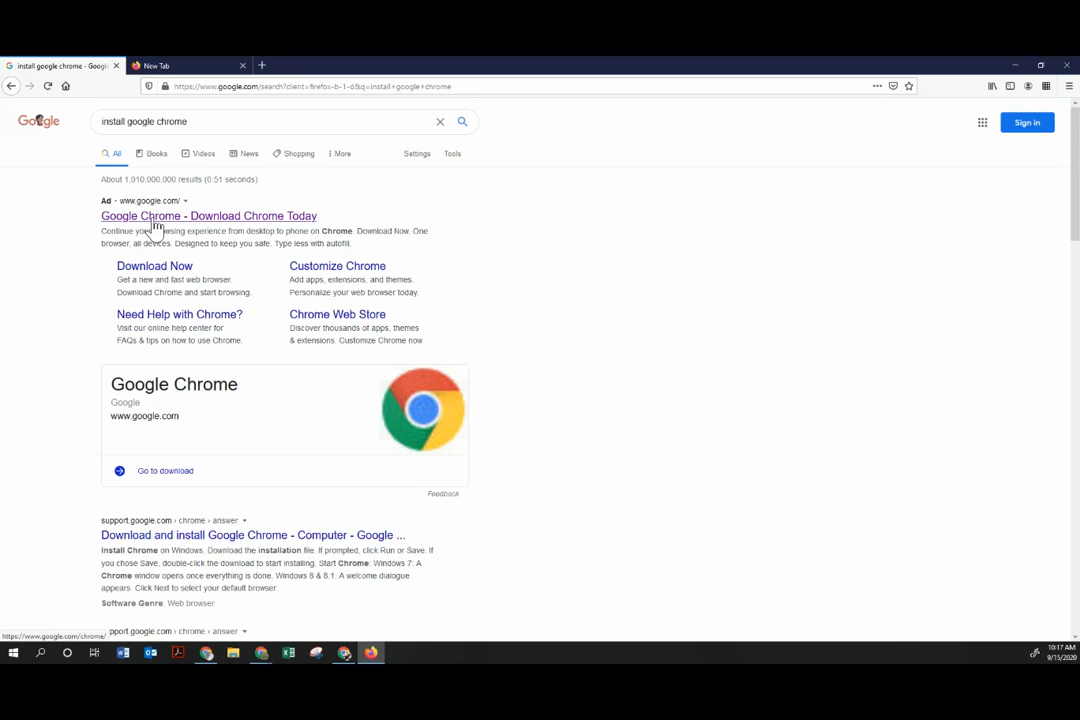 install google chrome - Googl
New Tab
https://www.google.com/search?client=firefox-b-1-d&q=install+google+chrome
Google
install google chrome
Sign in
All Books Videos News Shopping More Settings Tools
About 1,010,000,000 results (0.51 seconds)
Ad · www.google.com/
Google Chrome - Download Chrome Today
Continue your browsing experience from desktop to phone on Chrome. Download Now. One
browser, all devices. Designed to keep you safe. Type less with autofill.
Download Now
Get a new and fast web browser.
Download Chrome and start browsing.
Customize Chrome
Add apps, extensions, and themes.
Personalize your web browser today.
Need Help with Chrome?
Visit our online help center for
FAQs & tips on how to use Chrome.
Chrome Web Store
Discover thousands of apps, themes
& extensions. Customize Chrome now
Google Chrome
Google
www.google.com
Go to download
Feedback
support.google.com › chrome › answer
Download and install Google Chrome - Computer - Google ...
Install Chrome on Windows. Download the installation file. If prompted, click Run or Save. If
you chose Save, double-click the download to start installing. Start Chrome: Windows 7: A
Chrome window opens once everything is done. Windows 8 & 8.1: A welcome dialogue
appears. Click Next to select your default browser.
Software Genre: Web browser
pport.google.com › chrome › answer
https://www.google.com/chrome/
10:17 AM
9/15/2020